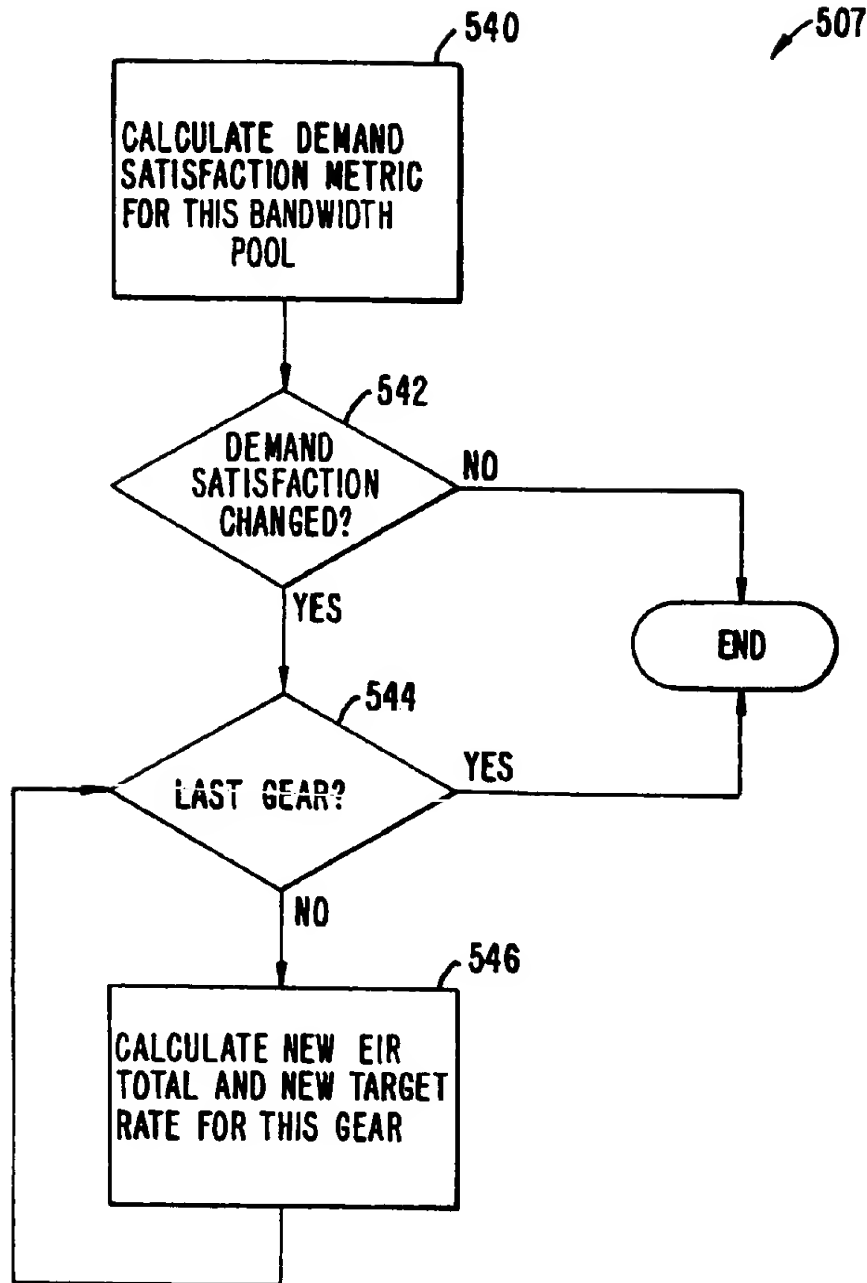 507
540
CALCULATE DEMAND
SATISFACTION METRIC
FOR THIS BANDWIDTH
POOL
542
DEMAND
SATISFACTION
CHANGED?
NO
YES
END
544
LAST GEAR?
YES
NO
546
CALCULATE NEW EIR
TOTAL AND NEW TARGET
RATE FOR THIS GEAR